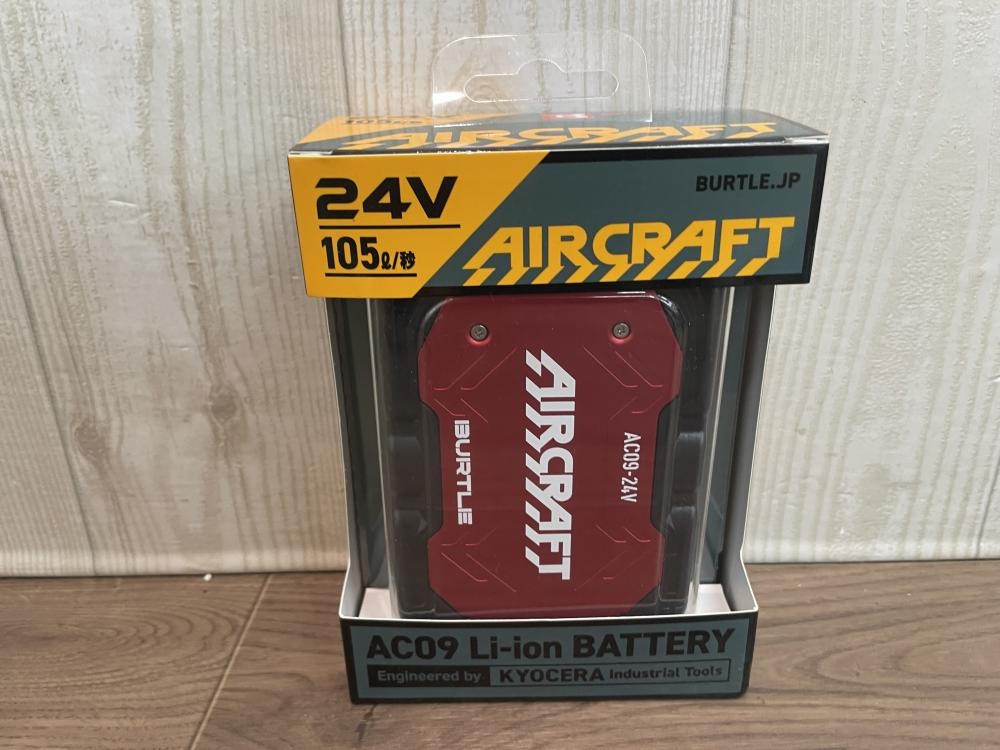 AIRCRAFT
24V
105ℓ/秒
BURTLE.JP
AIRCRAFT
AIRCRAFT
BURTLE
AC09-24V
AC09 Li-ion BATTERY
Engineered by KYOCERA Industrial Tools